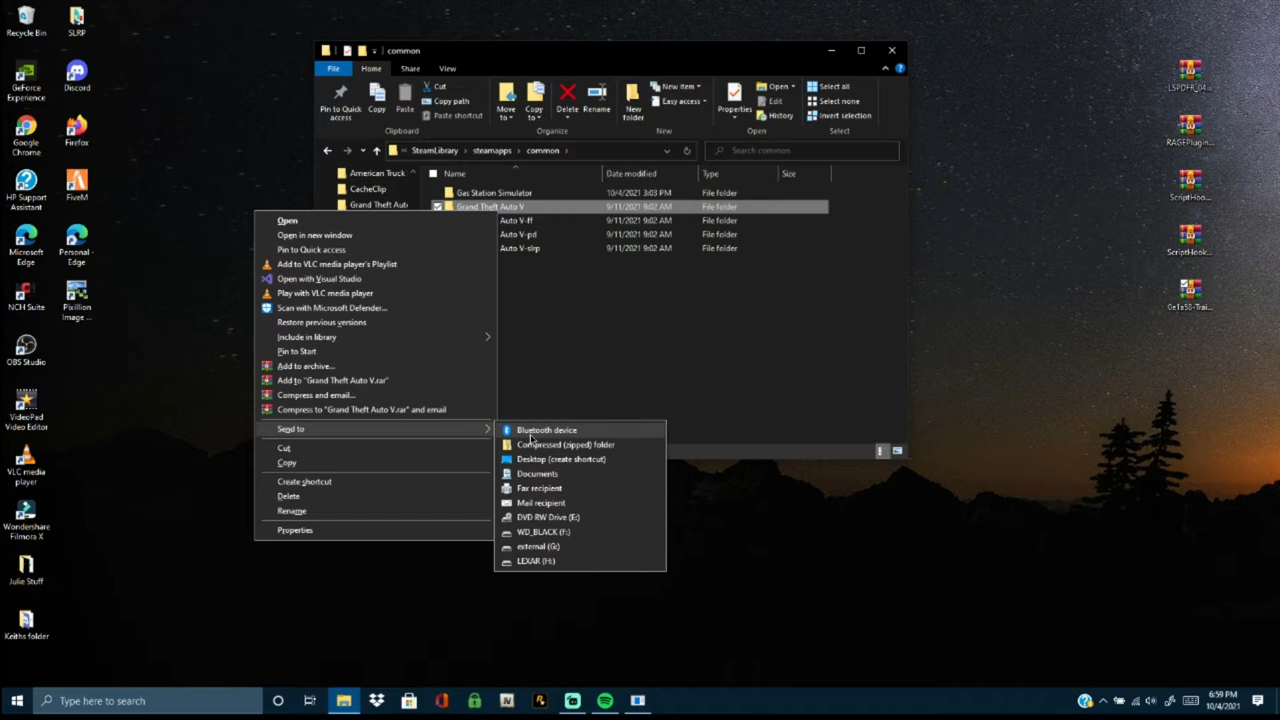 Recycle Bin
SLRP
GeForce Experience
Discord
Google Chrome
Firefox
HP Support Assistant
FiveM
Microsoft Edge
Personal - Edge
NCH Suite
Pixillion Image ...
OBS Studio
VideoPad Video Editor
VLC media player
Wondershare Filmora X
Julie Stuff
Keiths folder
common
File
Home
Share
View
Pin to Quick access
Copy
Paste
Cut
Copy path
Paste shortcut
Clipboard
Move to
Copy to
Delete
Rename
Organize
New folder
New item
Easy access
New
Properties
Open
Edit
History
Open
Select all
Select none
Invert selection
Select
SteamLibrary
steamapps
common
Search common
American Truck
CacheClip
Grand Theft Auto
Name
Date modified
Type
Size
Gas Station Simulator 10/4/2021 3:03 PM File folder
Grand Theft Auto V 9/11/2021 9:02 AM File folder
Auto V-ff 9/11/2021 9:02 AM File folder
Auto V-pd 9/11/2021 9:02 AM File folder
Auto V-slrp 9/11/2021 9:02 AM File folder
Open
Open in new window
Pin to Quick access
Add to VLC media player's Playlist
Open with Visual Studio
Play with VLC media player
Scan with Microsoft Defender...
Restore previous versions
Include in library
Pin to Start
Add to archive...
Add to "Grand Theft Auto V.rar"
Compress and email...
Compress to "Grand Theft Auto V.rar" and email
Send to
Cut
Copy
Create shortcut
Delete
Rename
Properties
Bluetooth device
Compressed (zipped) folder
Desktop (create shortcut)
Documents
Fax recipient
Mail recipient
DVD RW Drive (E:)
WD_BLACK (F:)
external (G:)
LEXAR (H:)
LSPDFR_04...
RAGEPlugin...
ScriptHoo...
ScriptHook...
0e1a58-Trai...
Type here to search
6:59 PM
10/4/2021